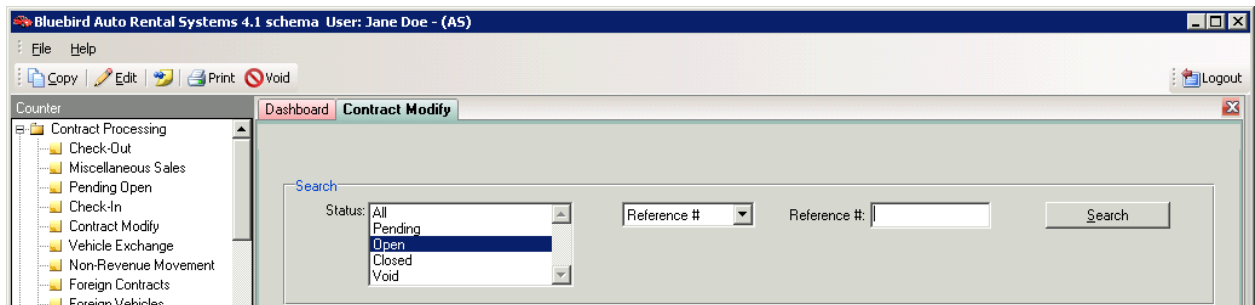 Bluebird Auto Rental Systems 4.1 schema User: Jane Doe - (AS)
File Help
Copy Edit Print Void Logout
Counter
Dashboard Contract Modify
Contract Processing
Check-Out
Miscellaneous Sales
Pending Open
Check-In
Contract Modify
Vehicle Exchange
Non-Revenue Movement
Foreign Contracts
Foreign Vehicles
Search
Status: All
Pending
Open
Closed
Void
Reference #
Reference #:
Search